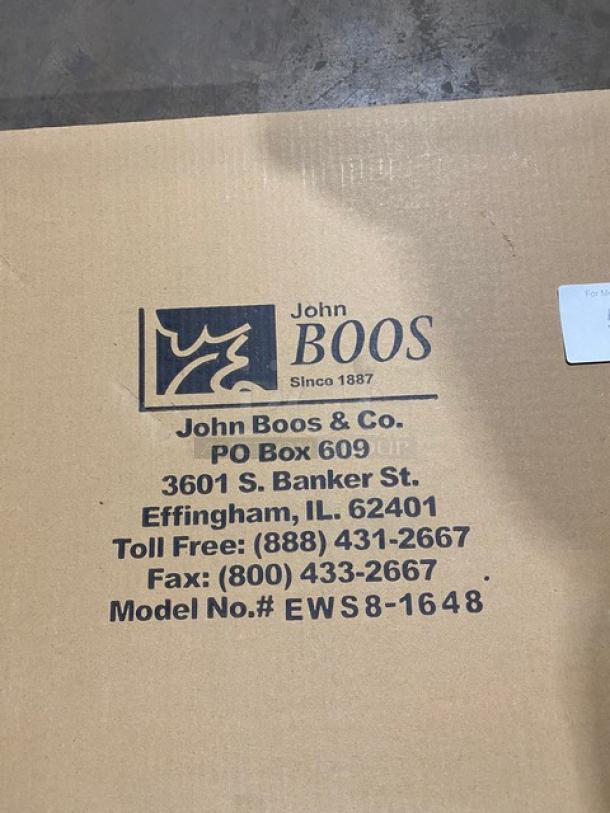 John
BOOS
Since 1887
John Boos & Co.
PO Box 609
3601 S. Banker St.
Effingham, IL. 62401
Toll Free: (888) 431-2667
Fax: (800) 433-2667
Model No.# EWS8-1648
For